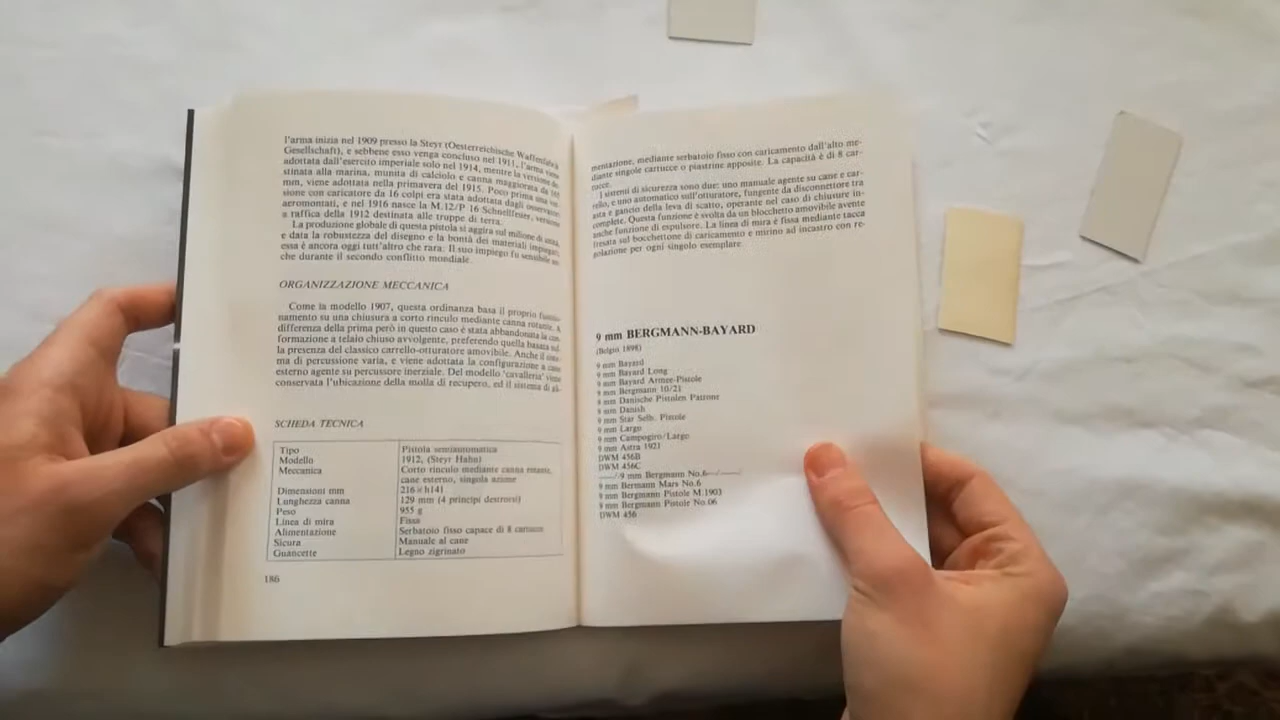 l'arma inizia nel 1909 presso la Steyr (Oesterreichische Waffenfabrik
Gesellschaft), e sebbene esso venga concluso nel 1911, l'arma viene
adottata dall'esercito imperiale solo nel 1914, mentre la versione de-
stinata alla marina, munita di calciolo e canna maggiorata da
mm, viene adottata nella primavera del 1915. Poco prima una
sione con caricatore da 16 colpi era stata adottata dagli osservatori
aeromontati, e nel 1916 nasce la M.12/P 16 Schnellfeuer, versione
a raffica della 1912 destinata alle truppe di terra.
La produzione globale di questa pistola si aggira sul milione di unità,
e data la robustezza del disegno e la bontà dei materiali impiegati,
essa è ancora oggi tutt'altro che rara. Il suo impiego fu sensibile an-
che durante il secondo conflitto mondiale.
ORGANIZZAZIONE MECCANICA
Come la modello 1907, questa ordinanza basa il proprio funzio-
namento su una chiusura a corto rinculo mediante canna rotante. A
differenza della prima però in questo caso è stata abbandonata la con-
formazione a telaio chiuso avvolgente, preferendo quella basata sul-
la presenza del classico carrello-otturatore amovibile. Anche il siste-
ma di percussione varia, e viene adottata la configurazione a cane
esterno agente su percussore inerziale. Del modello 'cavalleria' viene
conservata l'ubicazione della molla di recupero, ed il sistema di ali-
SCHEDA TECNICA
Tipo Pistola semiautomatica
Modello 1912, (Steyr Hahn)
Meccanica Corto rinculo mediante canna rotante,
cane esterno, singola azione
Dimensioni mm 216×h141
Lunghezza canna 129 mm (4 principi destrorsi)
Peso 955 g
Linea di mira Fissa
Alimentazione Serbatoio fisso capace di 8 cartucce
Sicura Manuale al cane
Guancette Legno zigrinato
186
mentazione, mediante serbatoio fisso con caricamento dall'alto me-
diante singole cartucce o piastrine apposite. La capacità è di 8 car-
tucce.
I sistemi di sicurezza sono due: uno manuale agente su cane e car-
rello, e uno automatico sull'otturatore, fungente da disconnettore tra
asta e gancio della leva di scatto, operante nel caso di chiusure in-
complete. Questa funzione è svolta da un blocchetto amovibile avente
anche funzione di espulsore. La linea di mira è fissa mediante tacca
fresata sul bocchettone di caricamento e mirino ad incastro con re-
golazione per ogni singolo esemplare.
9 mm BERGMANN-BAYARD
(Belgio 1898)
9 mm Bayard
9 mm Bayard Long
9 mm Bayard Armee-Pistole
9 mm Bergmann 10/21
9 mm Danische Pistolen Patrone
9 mm Danish
9 mm Star Selb. Pistole
9 mm Largo
9 mm Campogiro/Largo
9 mm Astra 1921
DWM 456B
DWM 456C
—/9 mm Bergmann No.6
9 mm Bermann Mars No.6
9 mm Bergmann Pistole M.1903
9 mm Bergmann Pistole No.06
DWM 456